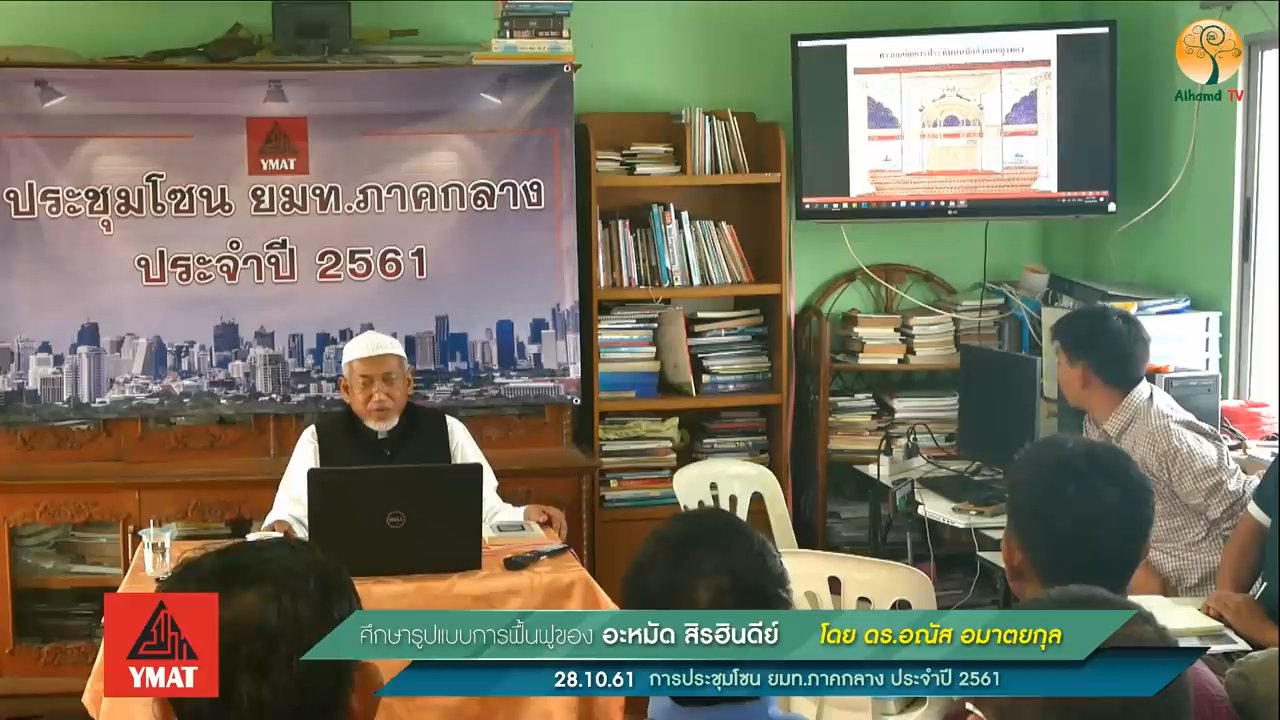 Alhamd TV
YMAT
ประชุมโซน ยมท.ภาคกลาง
ประจำปี 2561
DELL
LG
YMAT
ศึกษารูปแบบการฟื้นฟูของ อะหมัด สิรฮินดีย์ โดย ดร.อณัส อมาตยกุล
28.10.61 การประชุมโซน ยมท.ภาคกลาง ประจำปี 2561